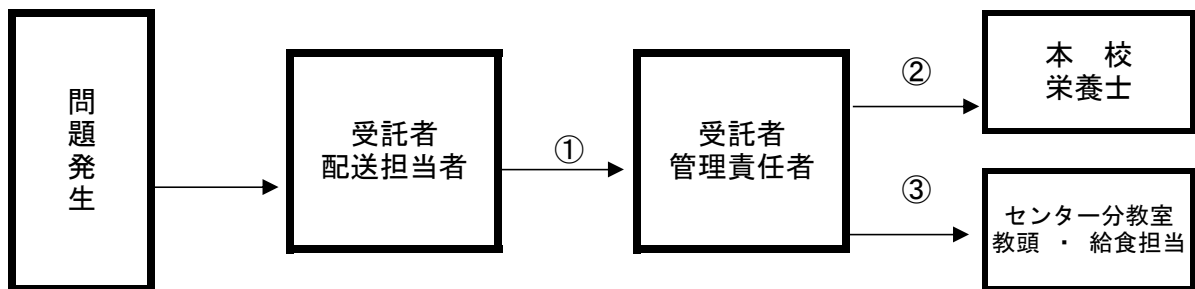 問題発生
受託者
配送担当者
①
受託者
管理責任者
②
本　校
栄養士
③
センター分教室
教頭 ・ 給食担当